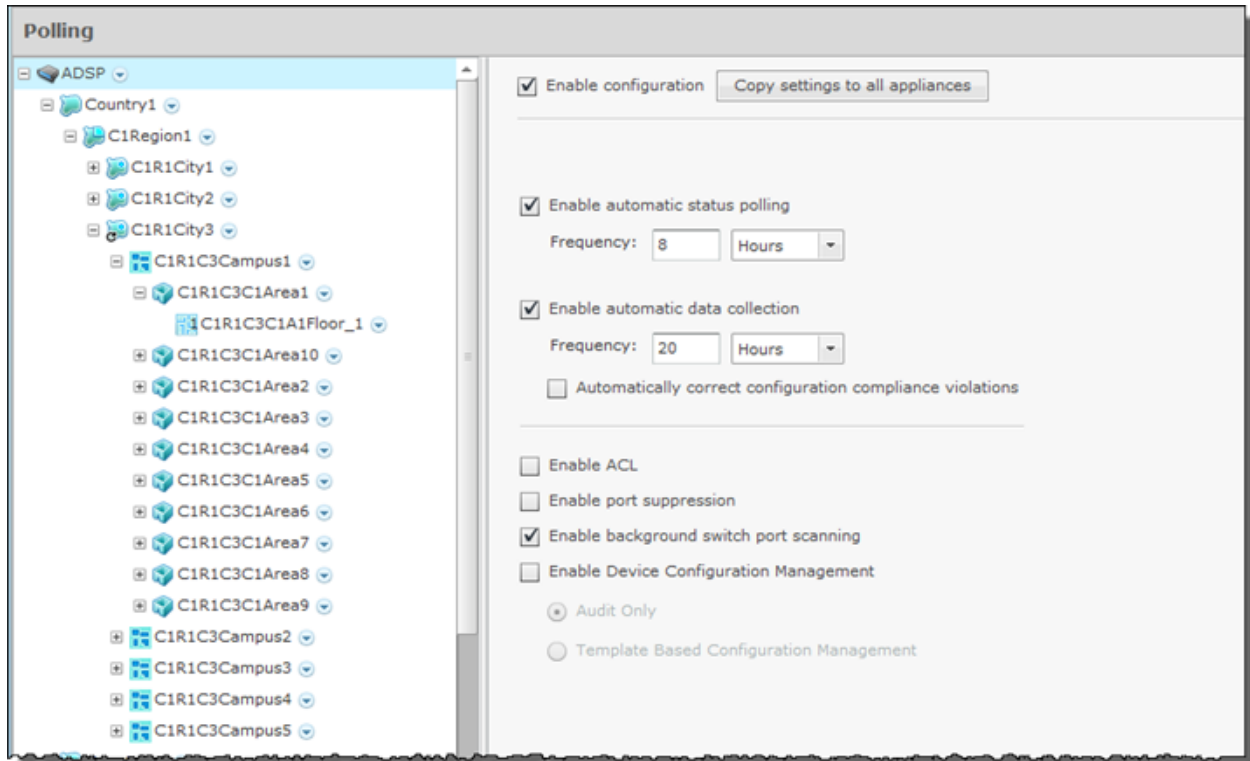 Polling
ADSP
Country1
C1Region1
C1R1City1
C1R1City2
C1R1City3
C1R1C3Campus1
C1R1C3C1Area1
1 C1R1C3C1A1Floor_1
C1R1C3C1Area10
C1R1C3C1Area2
C1R1C3C1Area3
C1R1C3C1Area4
C1R1C3C1Area5
C1R1C3C1Area6
C1R1C3C1Area7
C1R1C3C1Area8
C1R1C3C1Area9
C1R1C3Campus2
C1R1C3Campus3
C1R1C3Campus4
C1R1C3Campus5
Enable configuration Copy settings to all appliances
Enable automatic status polling
Frequency: 8 Hours
Enable automatic data collection
Frequency: 20 Hours
Automatically correct configuration compliance violations
Enable ACL
Enable port suppression
Enable background switch port scanning
Enable Device Configuration Management
Audit Only
Template Based Configuration Management